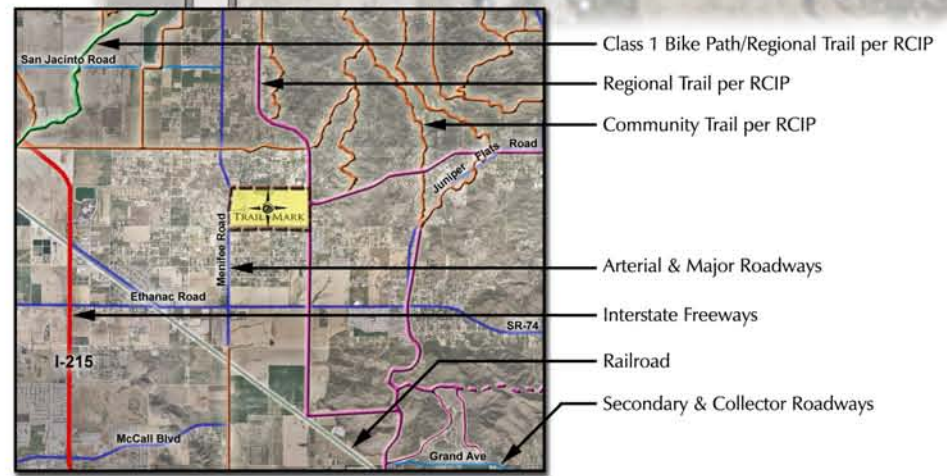 Class 1 Bike Path/Regional Trail per RCIP
San Jacinto Road
Regional Trail per RCIP
Community Trail per RCIP
Juniper Flats Road
TRAILMARK
Menifee Road
Arterial & Major Roadways
Ethanac Road
Interstate Freeways
SR-74
I-215
Railroad
Secondary & Collector Roadways
McCall Blvd
Grand Ave